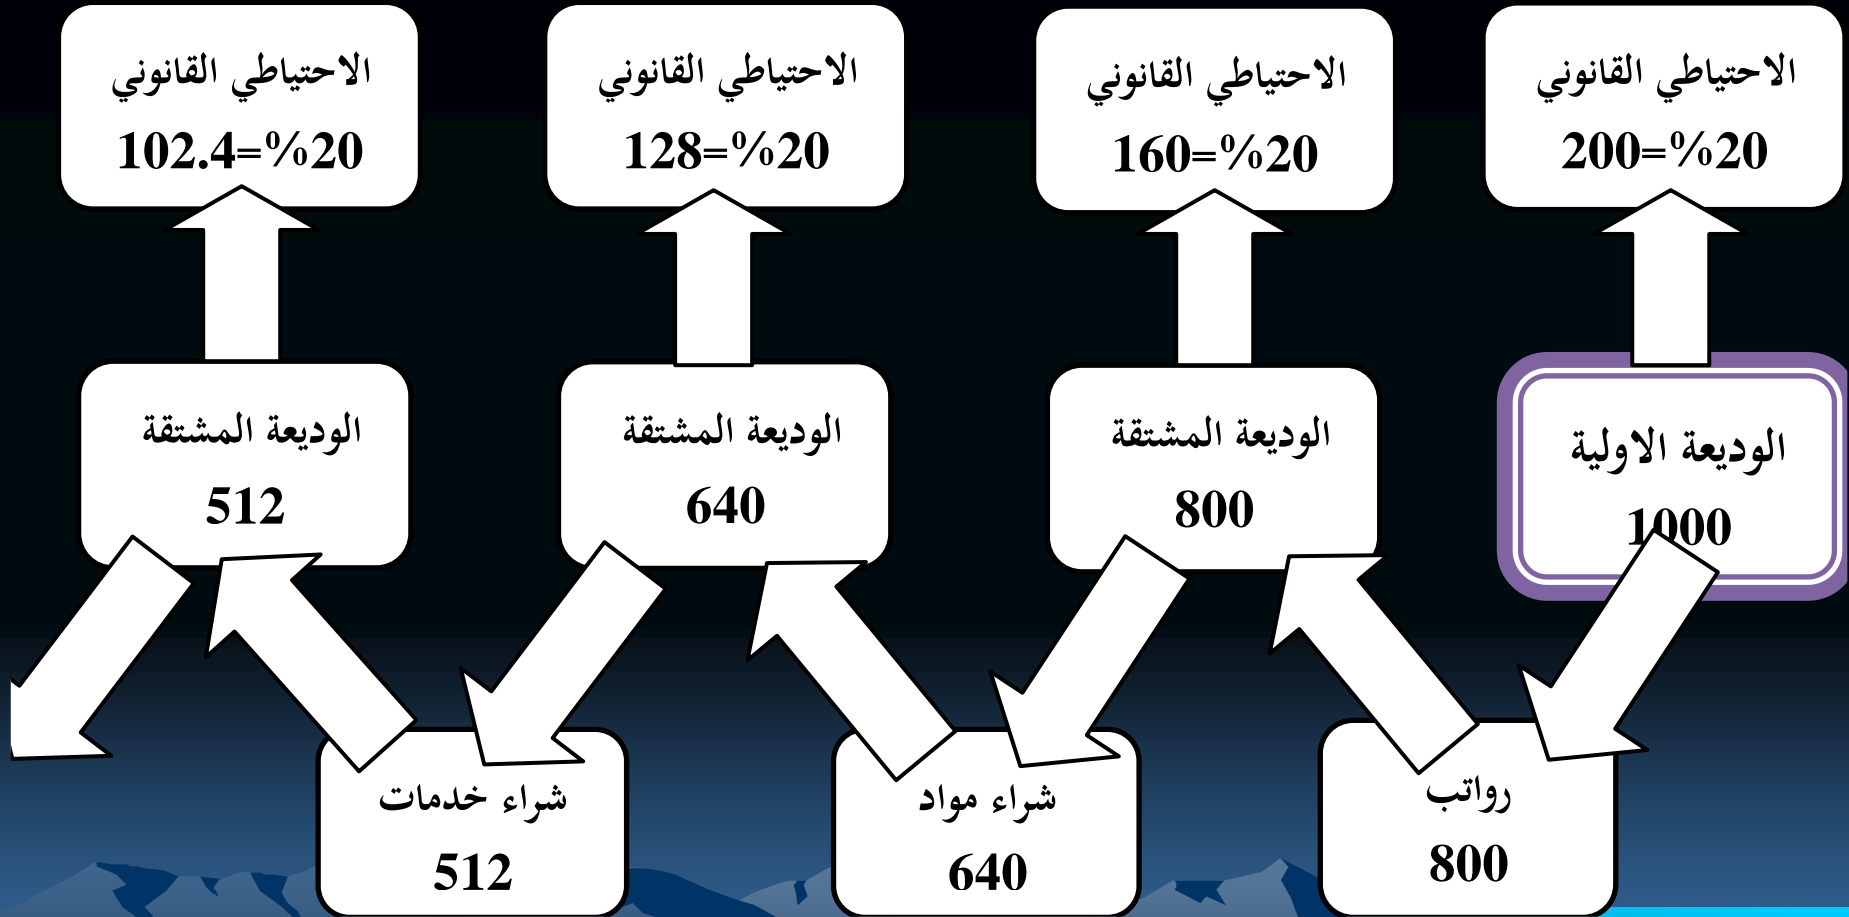 الاحتياطي القانوني
200=%20
الاحتياطي القانوني
160=%20
الاحتياطي القانوني
128=%20
الاحتياطي القانوني
102.4=%20
الوديعة الاولية
1000
الوديعة المشتقة
800
الوديعة المشتقة
640
الوديعة المشتقة
512
رواتب
800
شراء مواد
640
شراء خدمات
512